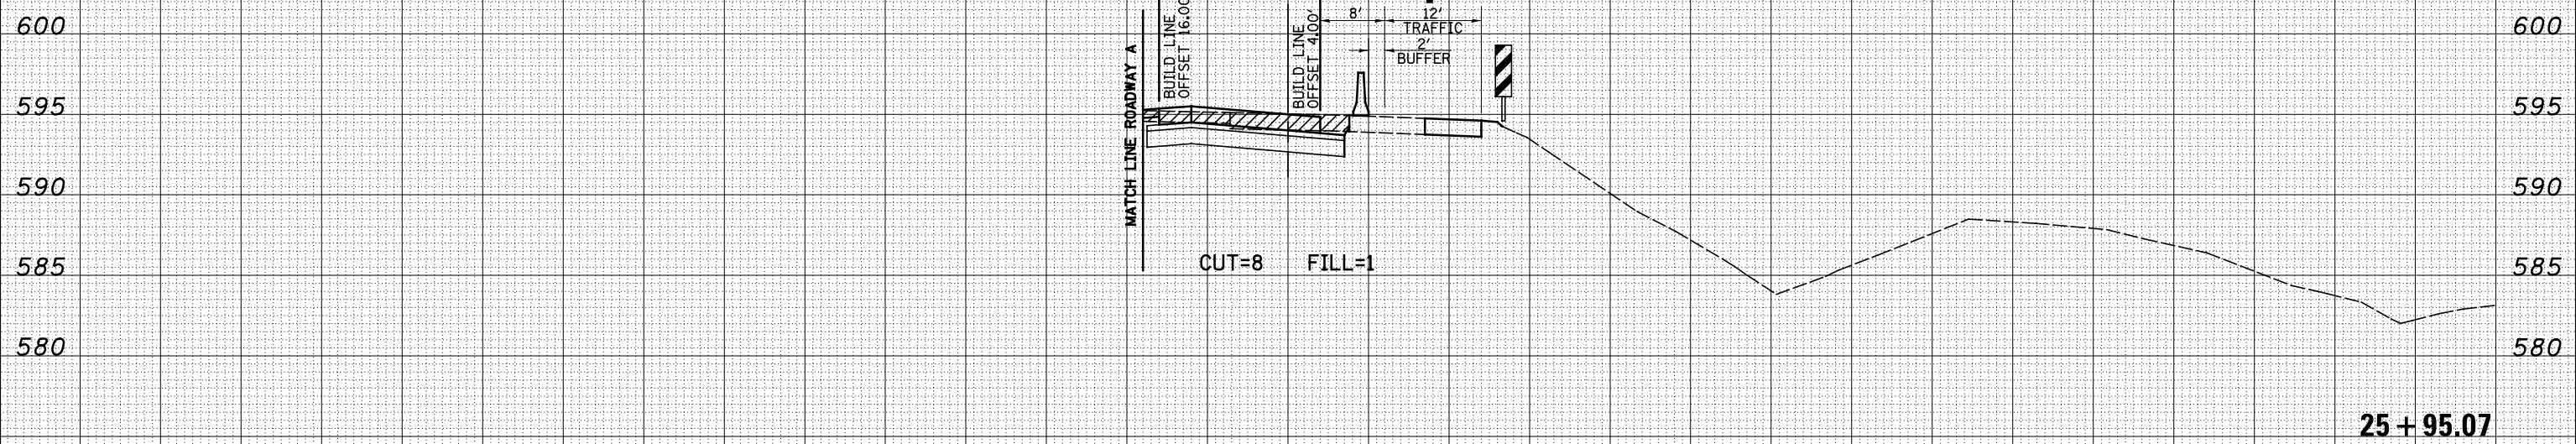 600
595
590
585
580
MATCH LINE ROADWAY A
BUILD LINE
OFFSET 16.00
BUILD LINE
OFFSET 4.00'
8'
12'
TRAFFIC
2'
BUFFER
CUT=8 FILL=1
600
595
590
585
580
25+95.07